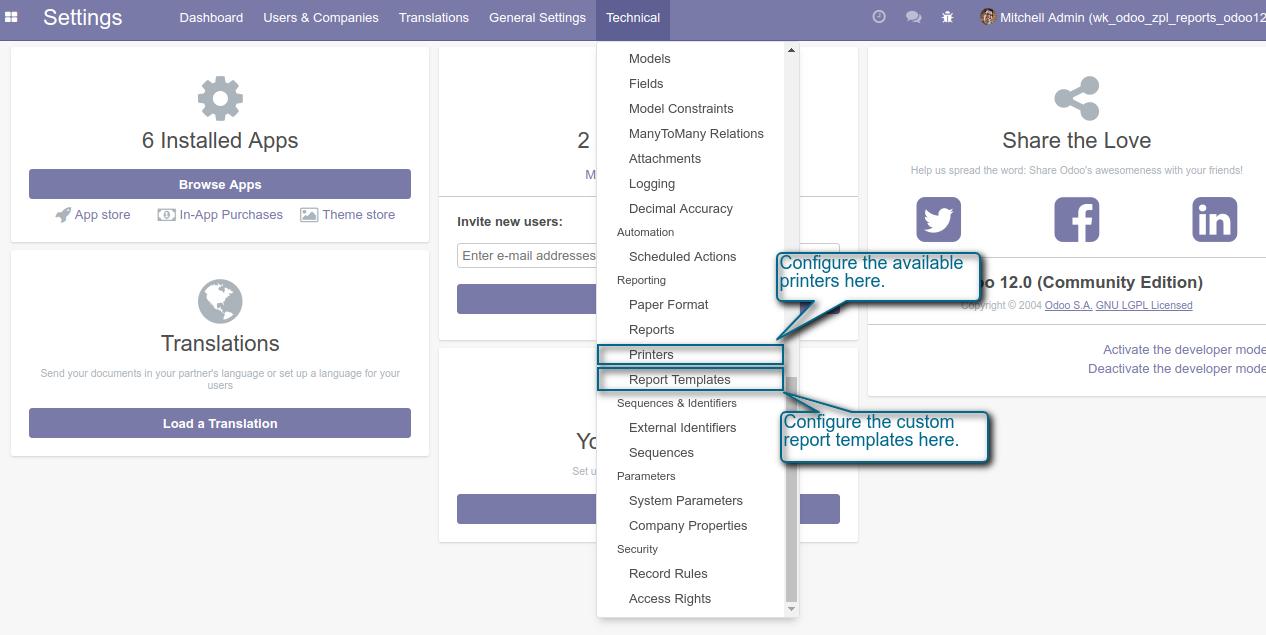 Settings
Dashboard
Users & Companies
Translations
General Settings
Technical
Mitchell Admin (wk_odoo_zpl_reports_odoo12
6 Installed Apps
Browse Apps
App store
In-App Purchases
Theme store
Translations
Send your documents in your partner's language or set up a language for your
users
Load a Translation
2
M
Invite new users:
Enter e-mail addresses
Yo
Set u
Models
Fields
Model Constraints
ManyToMany Relations
Attachments
Logging
Decimal Accuracy
Automation
Scheduled Actions
Reporting
Paper Format
Reports
Printers
Report Templates
Sequences & Identifiers
External Identifiers
Sequences
Parameters
System Parameters
Company Properties
Security
Record Rules
Access Rights
Configure the available
printers here.
Configure the custom
report templates here.
Share the Love
Help us spread the word: Share Odoo's awesomeness with your friends!
oo 12.0 (Community Edition)
Copyright © 2004 Odoo S.A. GNU LGPL Licensed
Activate the developer mode
Deactivate the developer mode